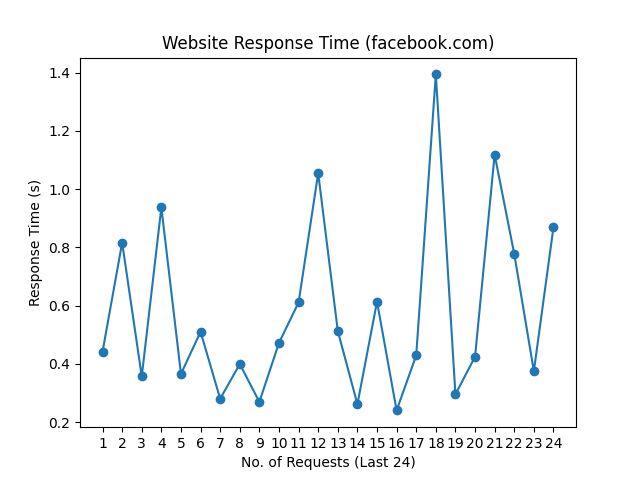 Website Response Time (facebook.com)
Response Time (s)
1.4
1.2
1.0
0.8
0.6
0.4
0.2
1 2 3 4 5 6 7 8 9 10 11 12 13 14 15 16 17 18 19 20 21 22 23 24
No. of Requests (Last 24)